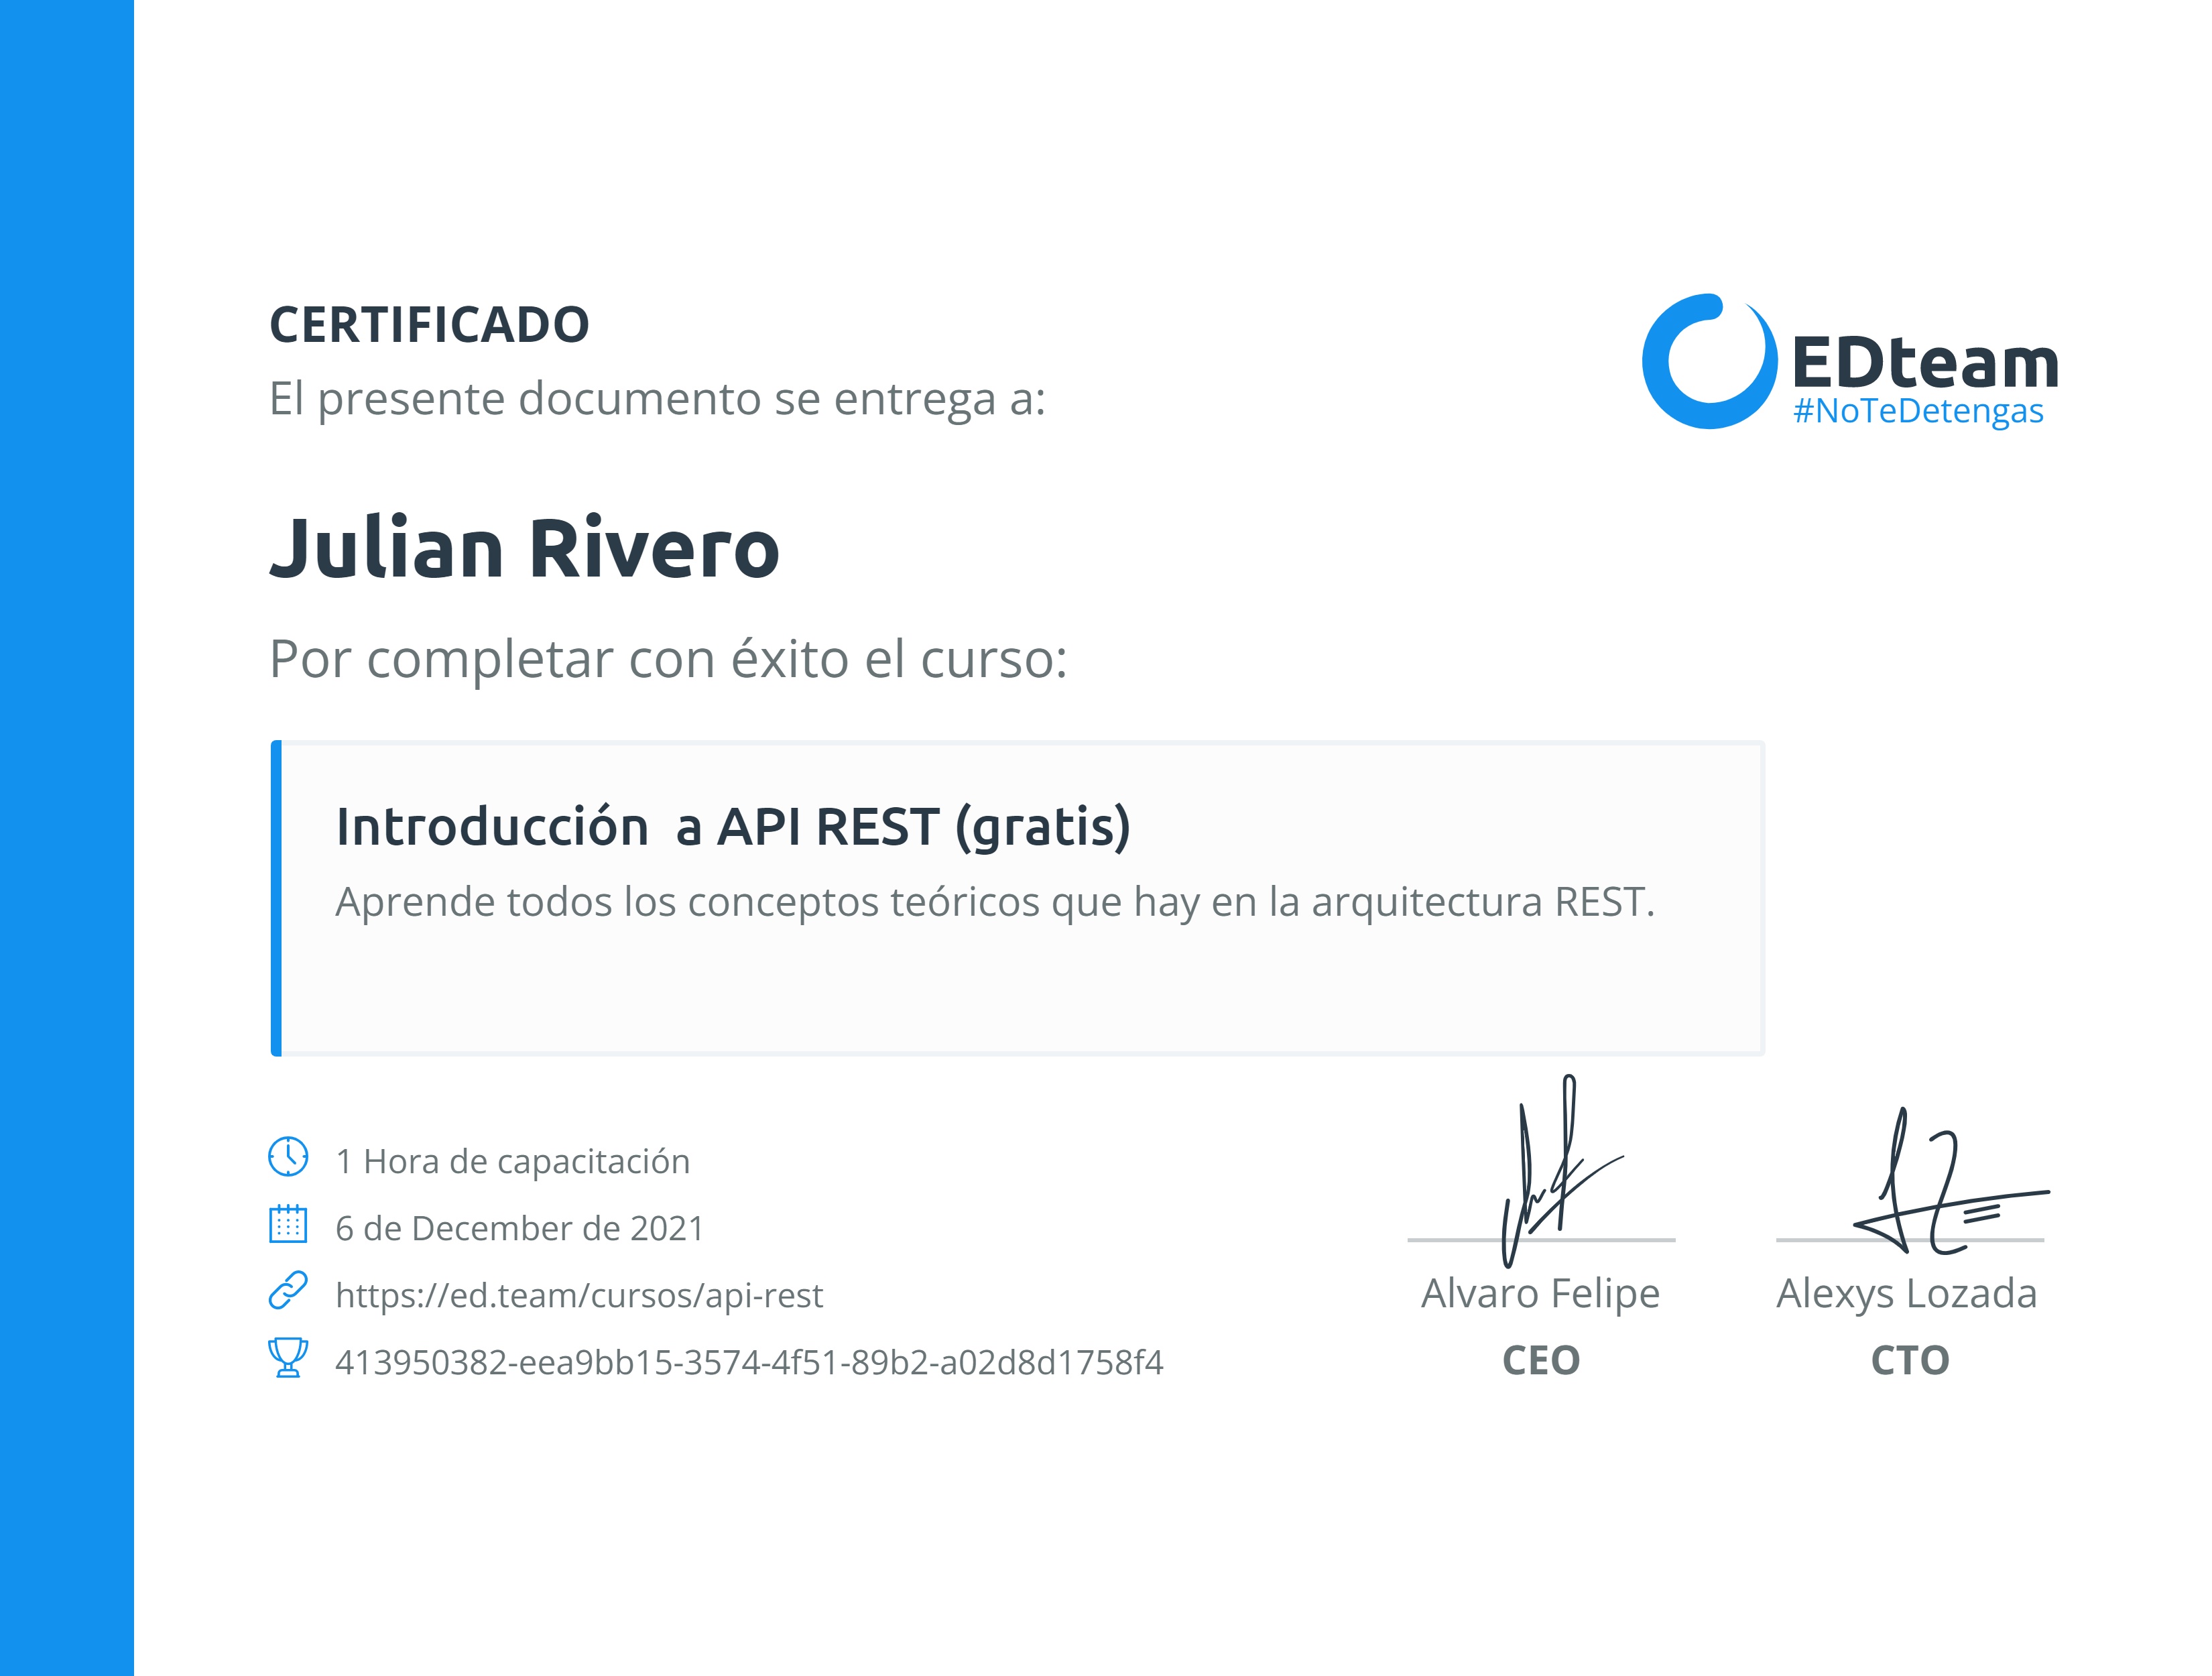 CERTIFICADO
El presente documento se entrega a:
EDteam
#NoTeDetengas
Julian Rivero
Por completar con éxito el curso:
Introducción  a API REST (gratis)
Aprende todos los conceptos teóricos que hay en la arquitectura REST.
1 Hora de capacitación
6 de December de 2021
https://ed.team/cursos/api-rest
413950382-eea9bb15-3574-4f51-89b2-a02d8d1758f4
Alvaro Felipe
CEO
Alexys Lozada
CTO